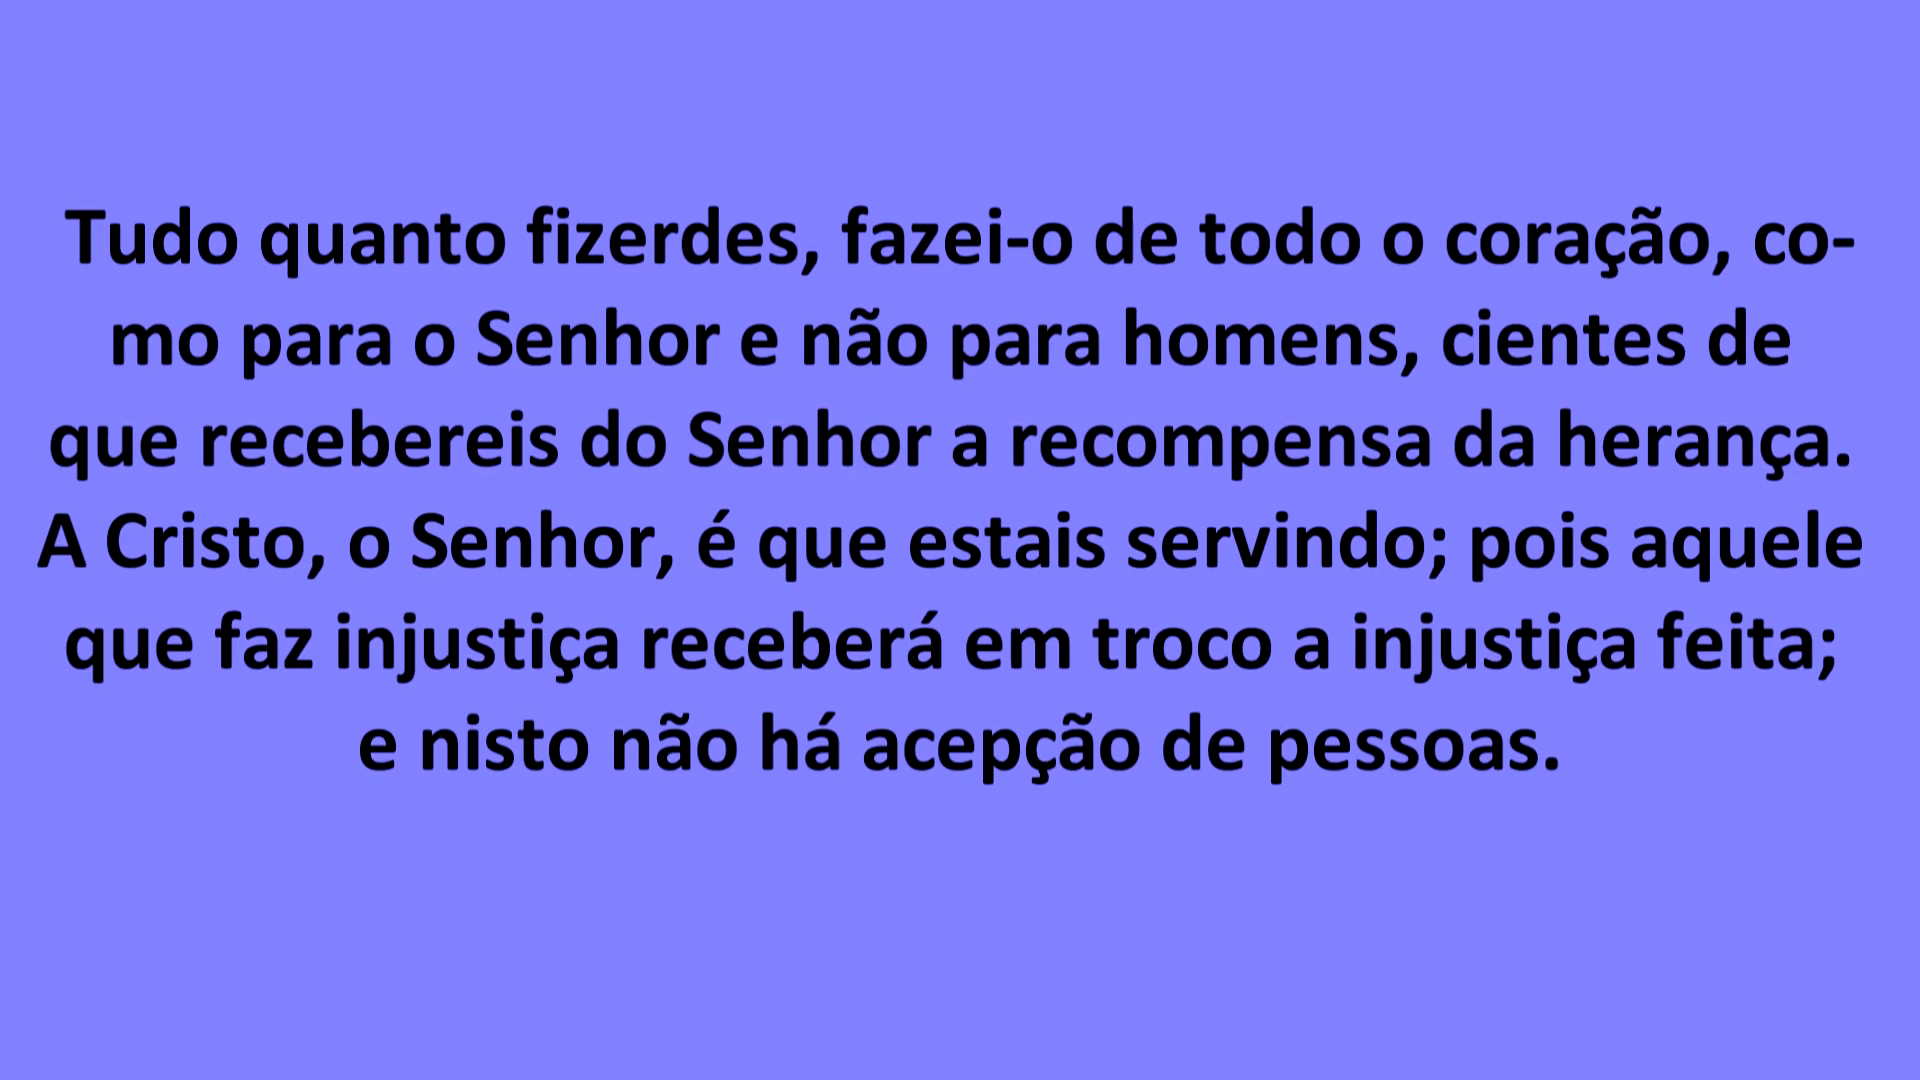 Tudo quanto fizerdes, fazei-o de todo o coração, co-
mo para o Senhor e não para homens, cientes de
que recebereis do Senhor a recompensa da herança.
A Cristo, o Senhor, é que estais servindo; pois aquele
que faz injustiça receberá em troco a injustiça feita;
e nisto não há acepção de pessoas.